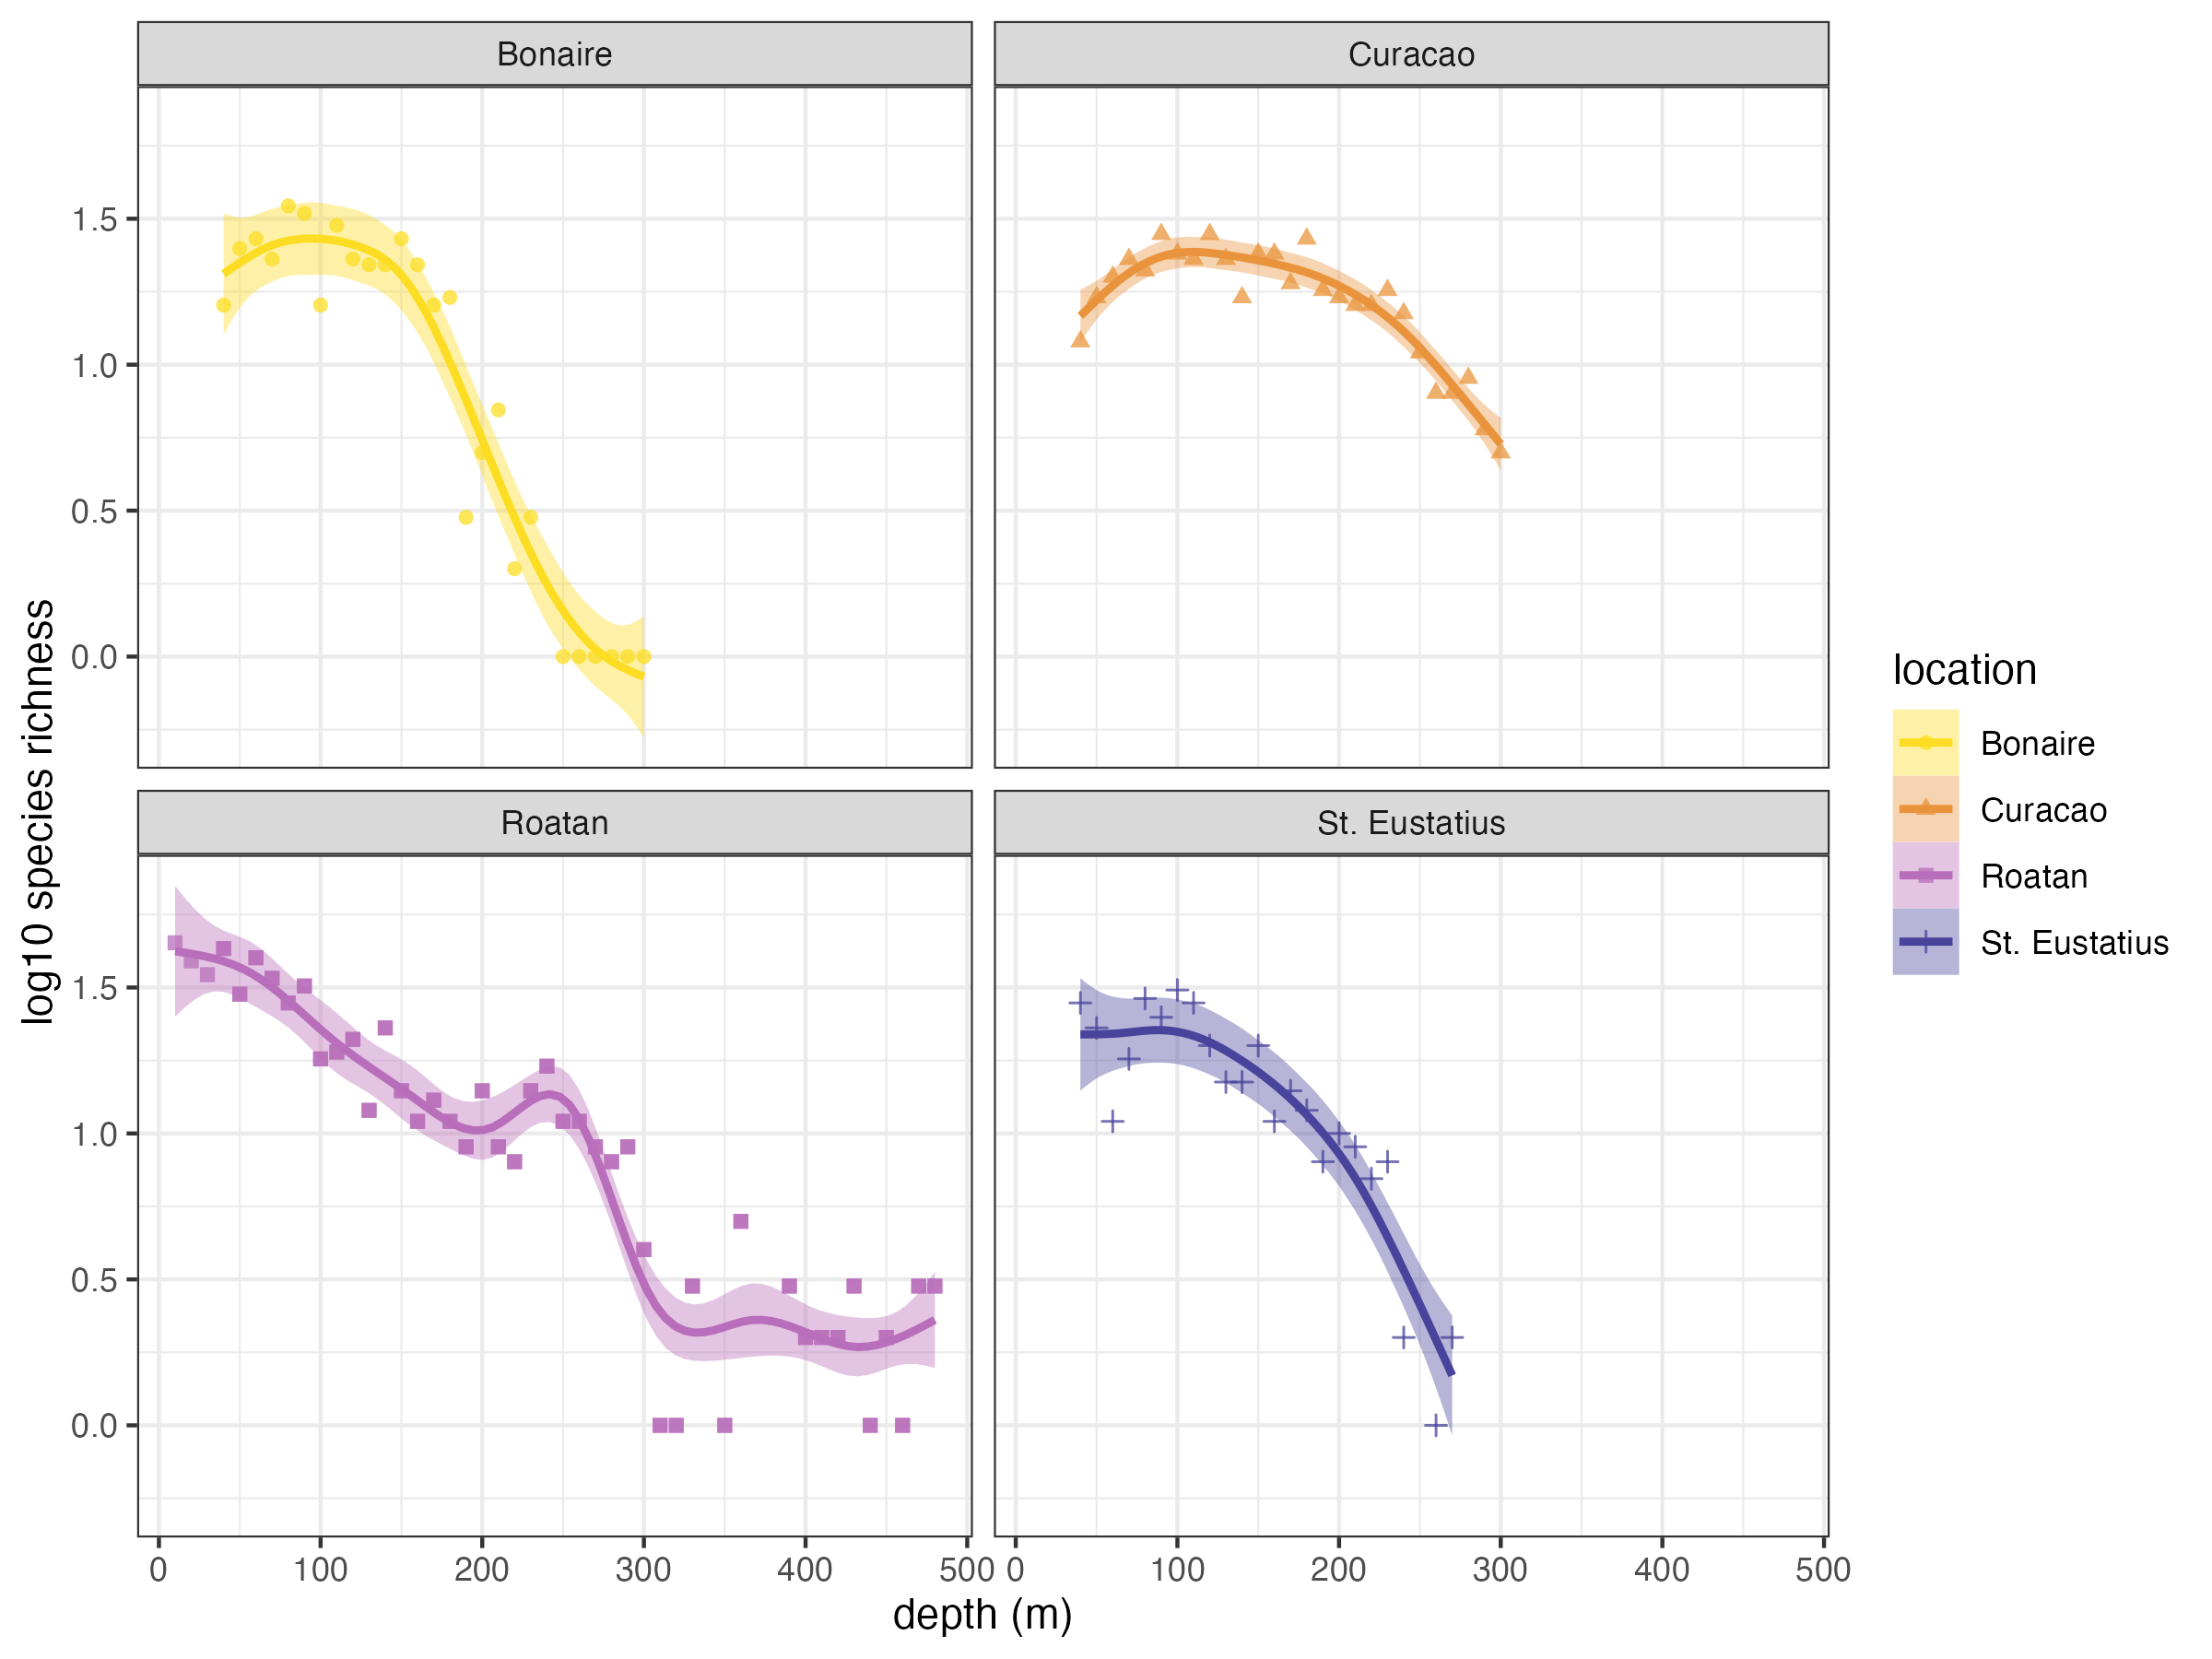 Bonaire
Curacao
1.5
1.0
0.5
0.0
Roatan
St. Eustatius
1.5
1.0
0.5
0.0
0 100 200 300 400 500
0 100 200 300 400 500
depth (m)
log10 species richness
location
Bonaire
Curacao
Roatan
St. Eustatius